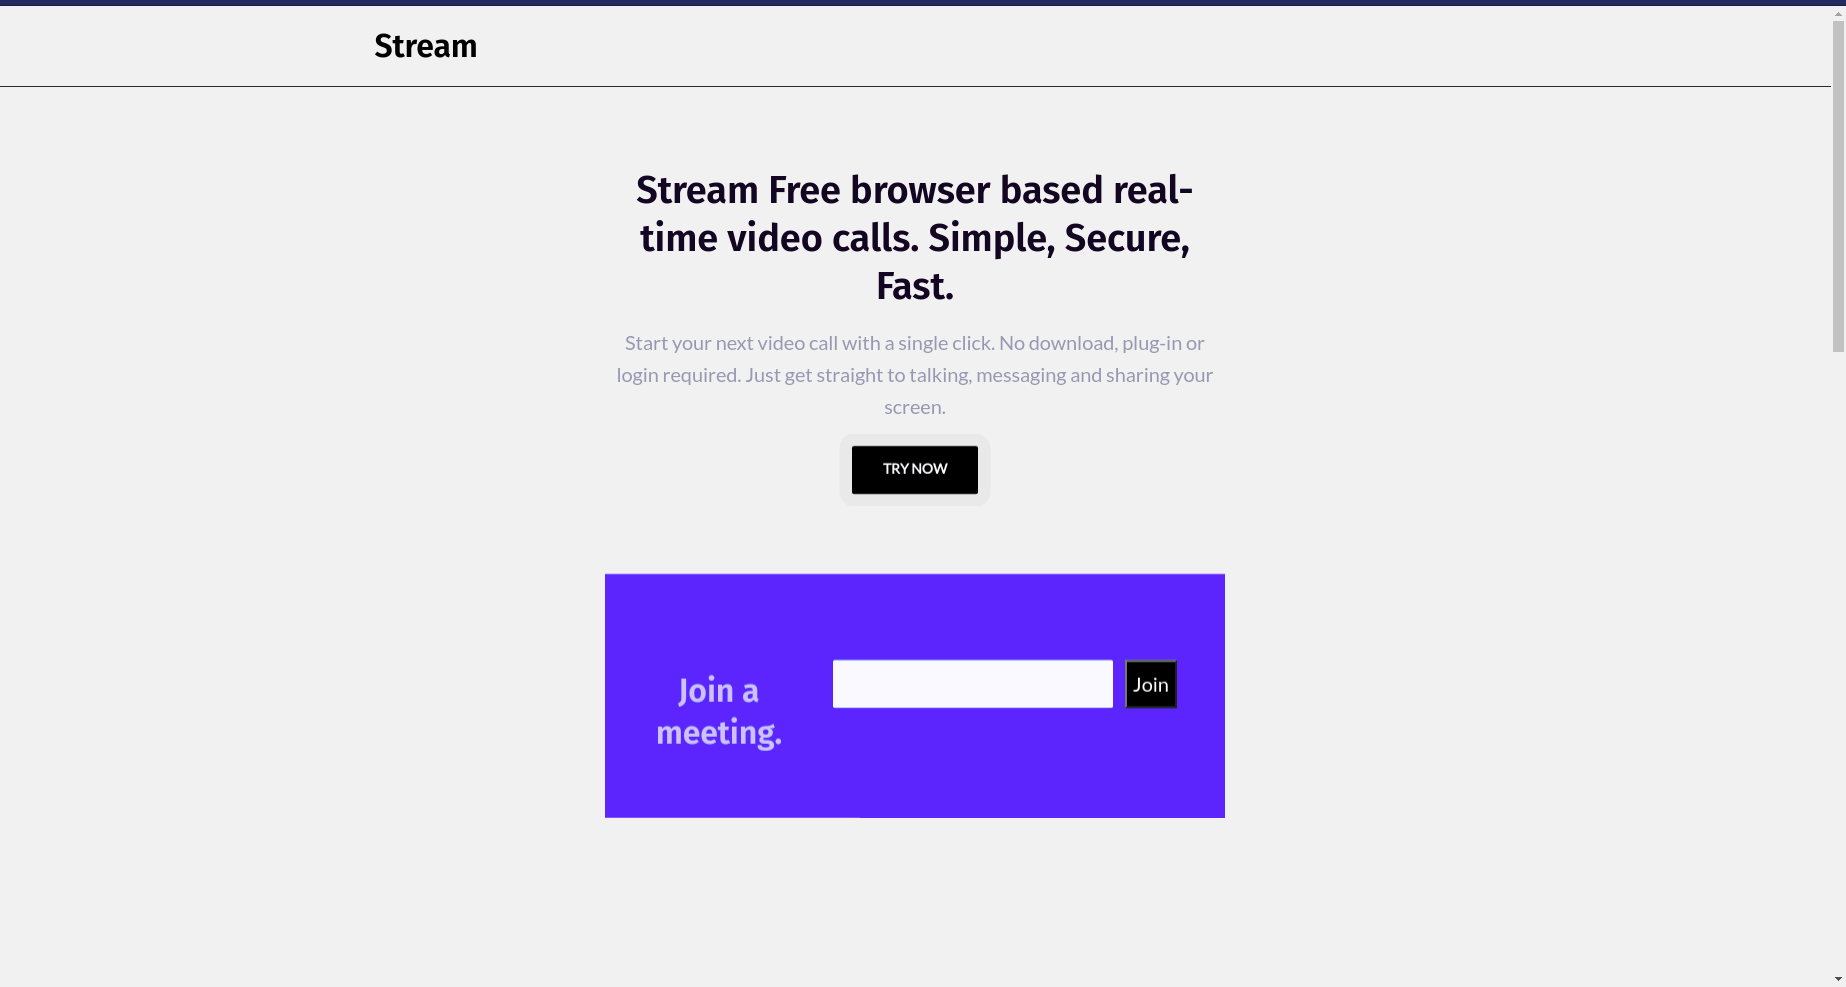 Stream
Stream Free browser based real-
time video calls. Simple, Secure,
Fast.
Start your next video call with a single click. No download, plug-in or
login required. Just get straight to talking, messaging and sharing your
screen.
TRY NOW
Join a
meeting.
Join